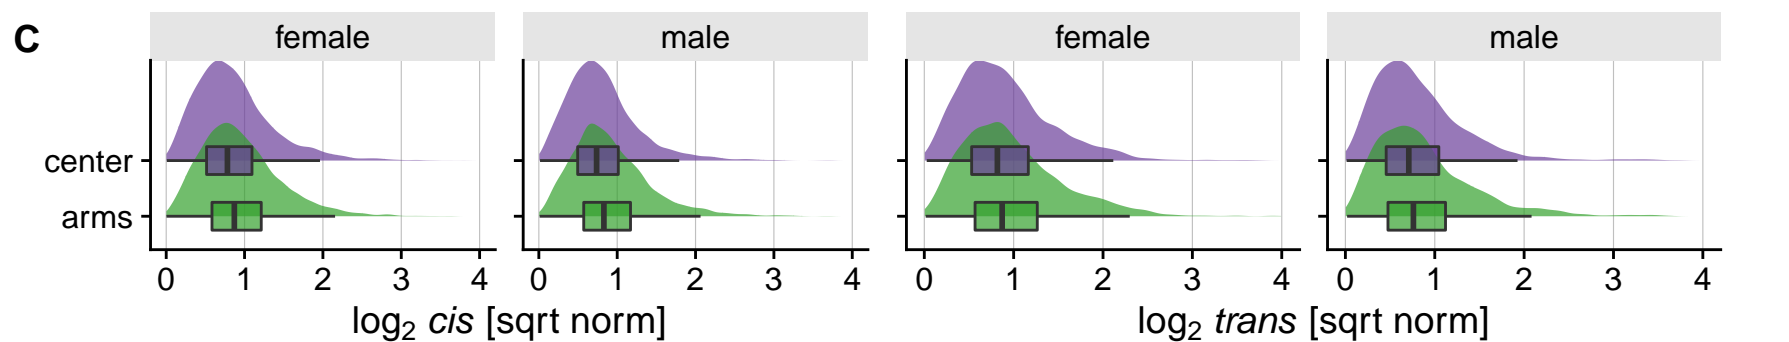 C
female male female male
center
arms
0 1 2 3 4 0 1 2 3 4 0 1 2 3 4 0 1 2 3 4
log₂ cis [sqrt norm] log₂ trans [sqrt norm]